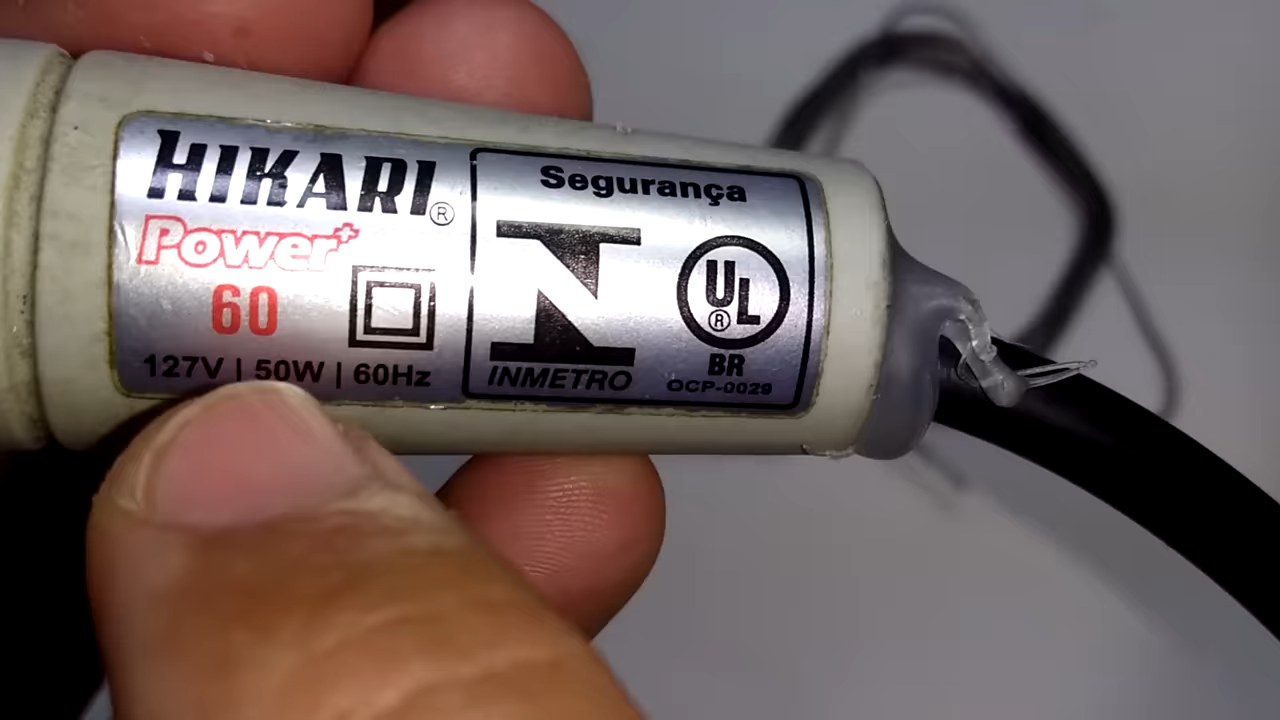 HIKARI®
Power+
60
127V | 50W | 60Hz
Segurança
INMETRO
UL®
BR
OCP-0029